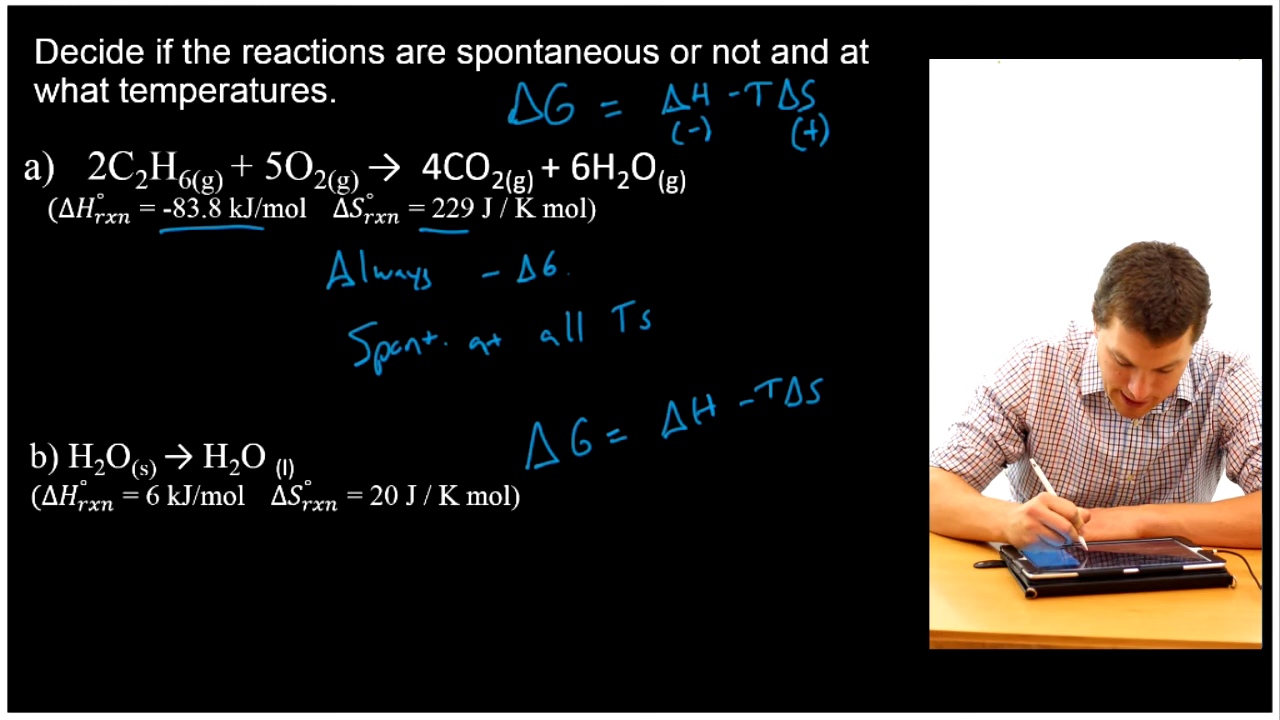 Decide if the reactions are spontaneous or not and at
what temperatures.
ΔG = ΔH - TΔS
(-) (+)
a) 2C₂H₆(g) + 5O₂(g) → 4CO₂(g) + 6H₂O(g)
(ΔH°rxn = -83.8 kJ/mol ΔS°rxn = 229 J / K mol)
Always - ΔG.
Spont. at all Ts
ΔG = ΔH - TΔS
b) H₂O(s) → H₂O (l)
(ΔH°rxn = 6 kJ/mol ΔS°rxn = 20 J / K mol)